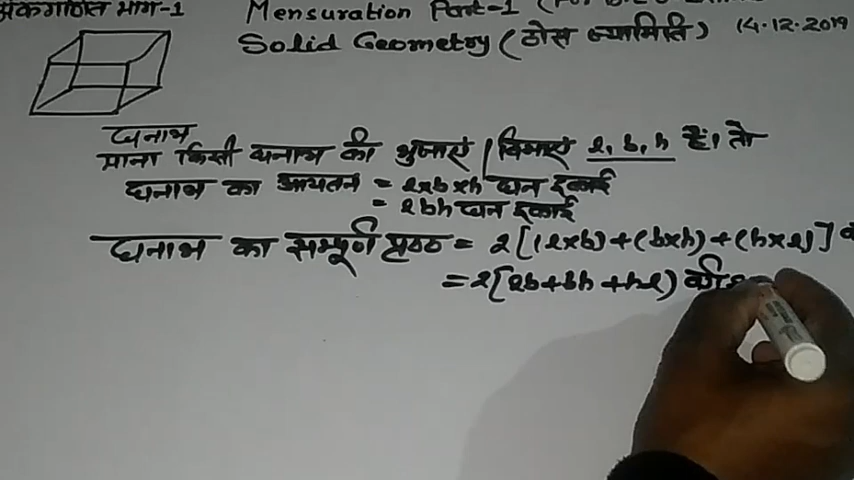 अंकगणित भाग-1
Mensuration Part-1
Solid Geometry (ठोस ज्यामिति) 14.12.2019
घनाभ
माना किसी घनाभ की भुजाएं / विमाएं l, b, h हैं। तो
घनाभ का आयतन = l×b×h घन इकाई
= lbh घन इकाई
घनाभ का सम्पूर्ण पृष्ठ = 2[(l×b)+(b×h)+(h×l)]
= 2[lb+bh+hl)